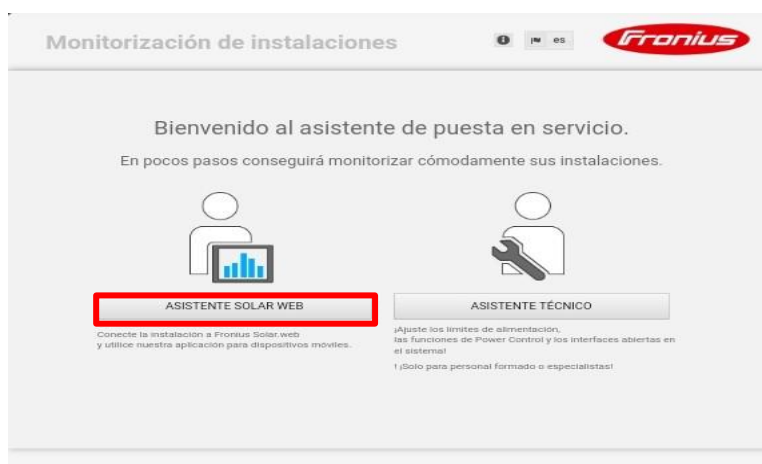 Monitorización de instalaciones
es
Fronius
Bienvenido al asistente de puesta en servicio.
En pocos pasos conseguirá monitorizar cómodamente sus instalaciones.
ASISTENTE SOLAR WEB
ASISTENTE TÉCNICO
Conecte la instalación a Fronius Solar.web
y utilice nuestra aplicación para dispositivos móviles.
¡Ajuste los límites de alimentación,
las funciones de Power Control y los interfaces abiertas en
el sistema!
! ¡Solo para personal formado o especialistas!